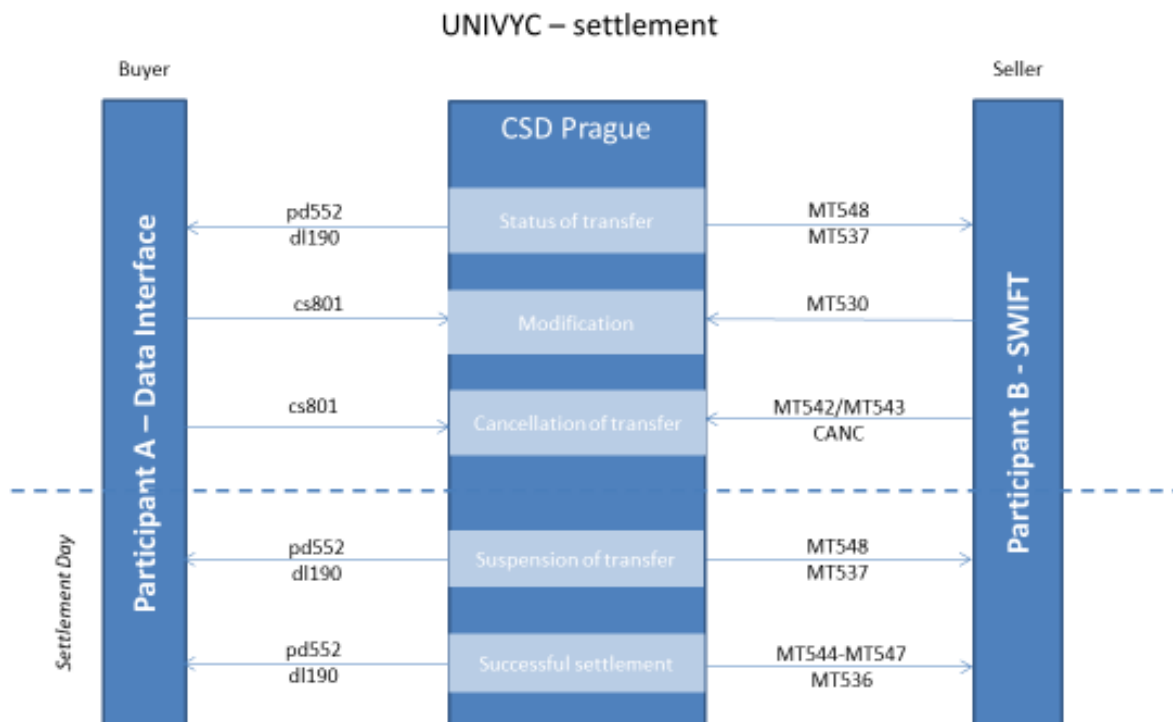 UNIVYC – settlement
Buyer
Seller
CSD Prague
Participant A – Data Interface
Participant B - SWIFT
pd552
dl190
Status of transfer
MT548
MT537
cs801
Modification
MT530
cs801
Cancellation of transfer
MT542/MT543
CANC
Settlement Day
pd552
dl190
Suspension of transfer
MT548
MT537
pd552
dl190
Successful settlement
MT544-MT547
MT536